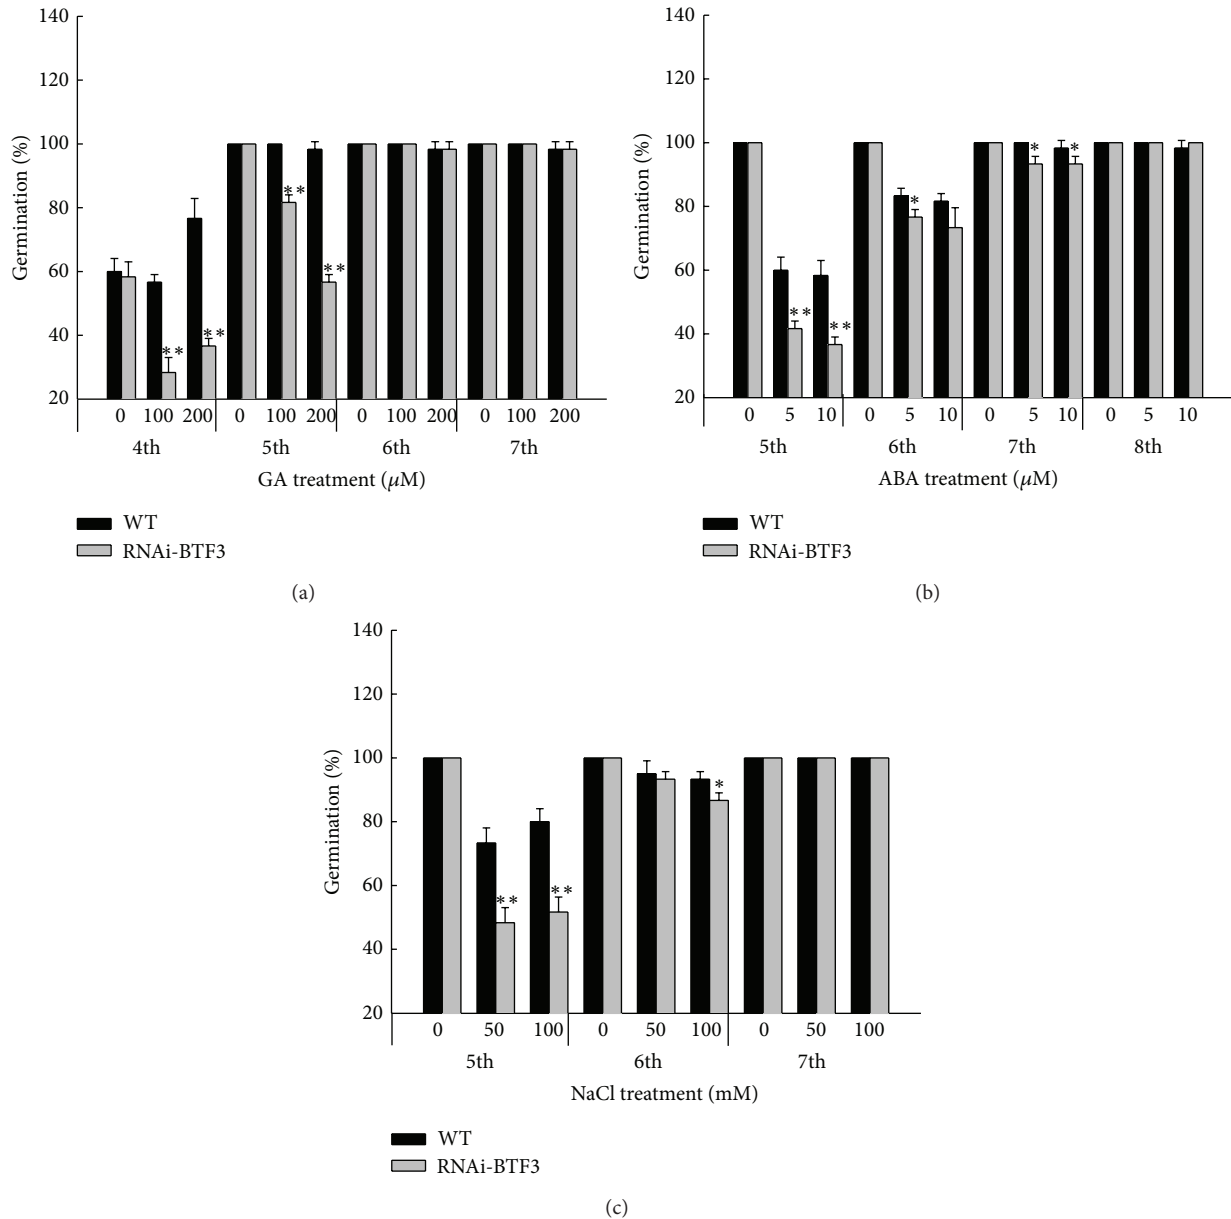 140
120
100
80
60
40
20
Germination (%)
**
**
**
**
0 100 200 0 100 200 0 100 200 0 100 200
4th 5th 6th 7th
GA treatment (μM)
WT
RNAi-BTF3
(a)
140
120
100
80
60
40
20
Germination (%)
**
**
*
*
*
0 5 10 0 5 10 0 5 10 0 5 10
5th 6th 7th 8th
ABA treatment (μM)
WT
RNAi-BTF3
(b)
140
120
100
80
60
40
20
Germination (%)
**
**
*
0 50 100 0 50 100 0 50 100
5th 6th 7th
NaCl treatment (mM)
WT
RNAi-BTF3
(c)